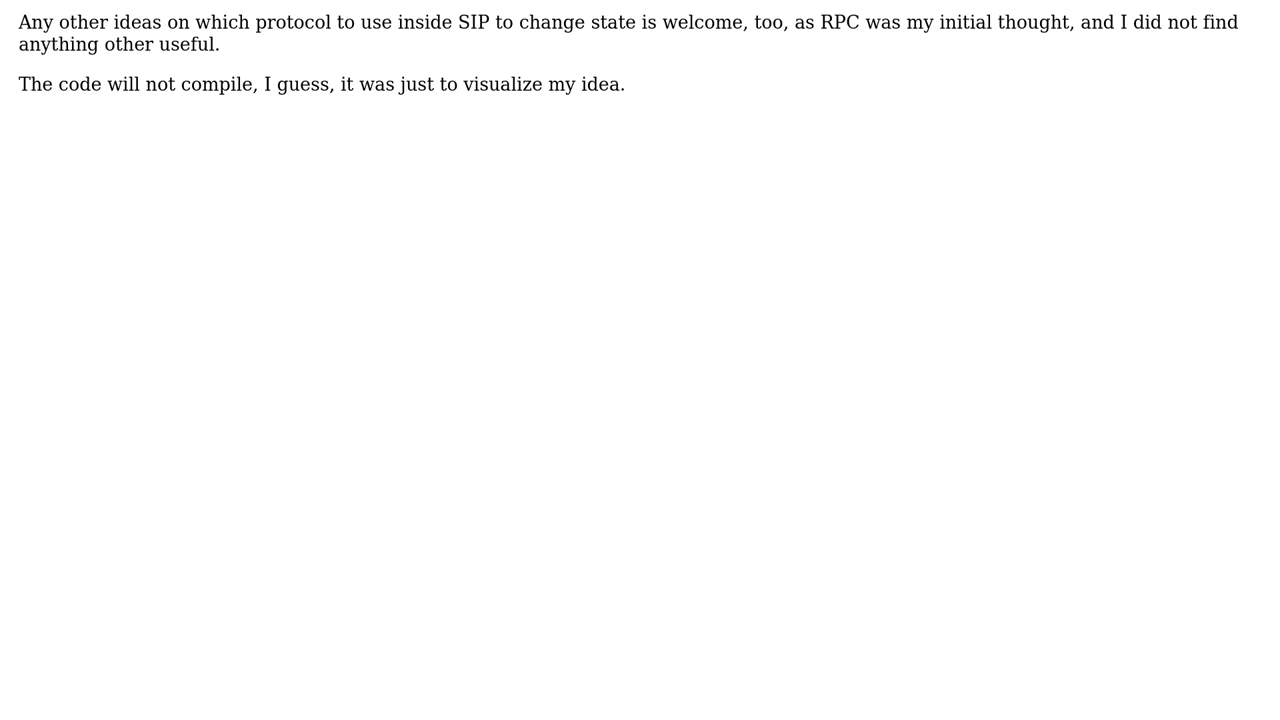 Any other ideas on which protocol to use inside SIP to change state is welcome, too, as RPC was my initial thought, and I did not find
anything other useful.
The code will not compile, I guess, it was just to visualize my idea.